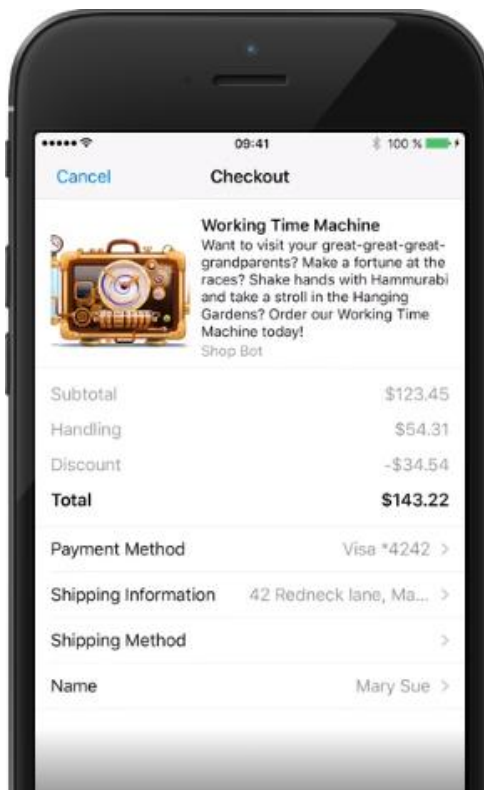 09:41
100 %
Cancel
Checkout
Working Time Machine
Want to visit your great-great-great-
grandparents? Make a fortune at the
races? Shake hands with Hammurabi
and take a stroll in the Hanging
Gardens? Order our Working Time
Machine today!
Shop Bot
Subtotal $123.45
Handling $54.31
Discount -$34.54
Total $143.22
Payment Method Visa *4242 >
Shipping Information 42 Redneck lane, Ma... >
Shipping Method >
Name Mary Sue >